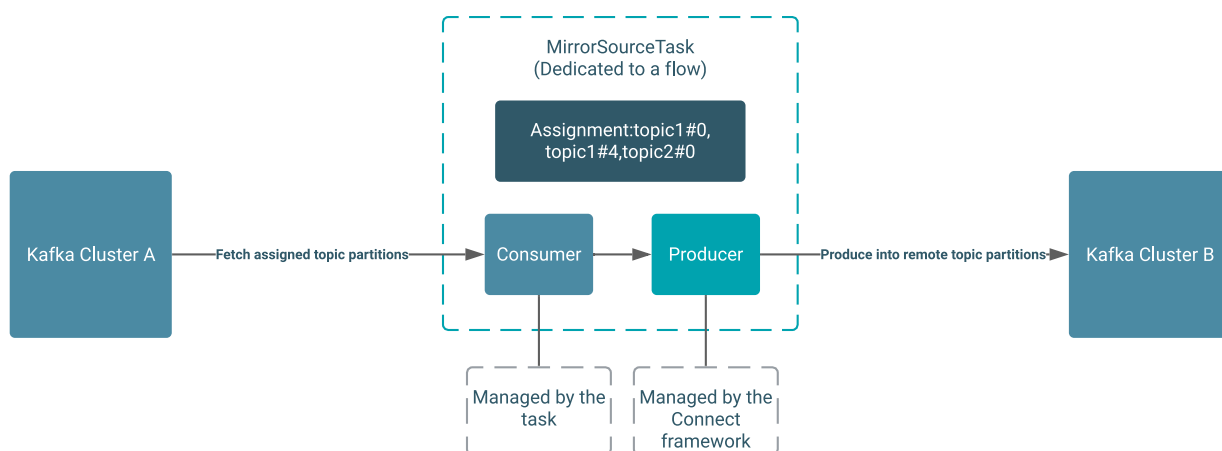 MirrorSourceTask
(Dedicated to a flow)
Assignment:topic1#0,
topic1#4,topic2#0
Kafka Cluster A
Fetch assigned topic partitions
Consumer
Producer
Produce into remote topic partitions
Kafka Cluster B
Managed by the
task
Managed by the
Connect
framework